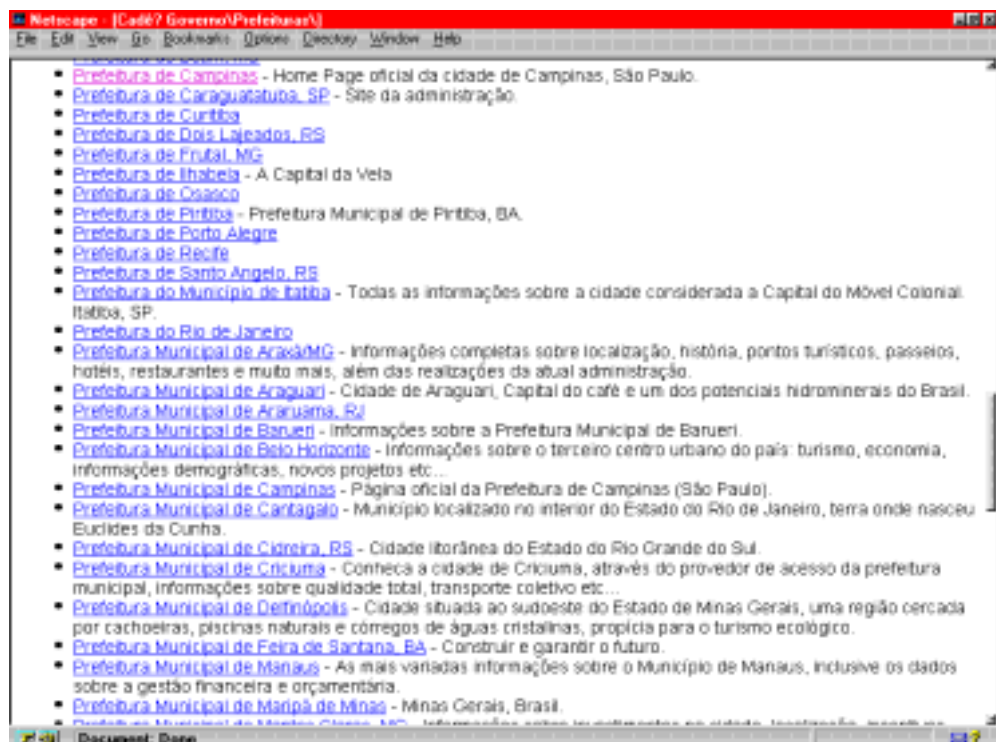 Netscape - [Cadê? Governo\Prefeituras\]
File Edit View Go Bookmarks Options Directory Window Help
Prefeitura de Campinas - Home Page oficial da cidade de Campinas, São Paulo.
Prefeitura de Caraguatatuba, SP - Site da administração.
Prefeitura de Curitiba
Prefeitura de Dois Lajeados, RS
Prefeitura de Frutal, MG
Prefeitura de Ilhabela - A Capital da Vela
Prefeitura de Osasco
Prefeitura de Piritiba - Prefeitura Municipal de Piritiba, BA.
Prefeitura de Porto Alegre
Prefeitura de Recife
Prefeitura de Santo Angelo, RS
Prefeitura do Município de Itatiba - Todas as informações sobre a cidade considerada a Capital do Móvel Colonial.
Itatiba, SP.
Prefeitura do Rio de Janeiro
Prefeitura Municipal de Araxá/MG - Informações completas sobre localização, história, pontos turísticos, passeios,
hotéis, restaurantes e muito mais, além das realizações da atual administração.
Prefeitura Municipal de Araguari - Cidade de Araguari, Capital do café e um dos potenciais hidrominerais do Brasil.
Prefeitura Municipal de Araruama, RJ
Prefeitura Municipal de Barueri - Informações sobre a Prefeitura Municipal de Barueri.
Prefeitura Municipal de Belo Horizonte - Informações sobre o terceiro centro urbano do país: turismo, economia,
informações demográficas, novos projetos etc...
Prefeitura Municipal de Campinas - Página oficial da Prefeitura de Campinas (São Paulo).
Prefeitura Municipal de Cantagalo - Município localizado no interior do Estado do Rio de Janeiro, terra onde nasceu
Euclides da Cunha.
Prefeitura Municipal de Cidreira, RS - Cidade litorânea do Estado do Rio Grande do Sul.
Prefeitura Municipal de Criciuma - Conheca a cidade de Criciuma, através do provedor de acesso da prefeitura
municipal, informações sobre qualidade total, transporte coletivo etc...
Prefeitura Municipal de Delfinópolis - Cidade situada ao sudoeste do Estado de Minas Gerais, uma região cercada
por cachoeiras, piscinas naturais e córregos de águas cristalinas, propícia para o turismo ecológico.
Prefeitura Municipal de Feira de Santana, BA - Construir e garantir o futuro.
Prefeitura Municipal de Manaus - As mais variadas informações sobre o Município de Manaus, inclusive os dados
sobre a gestão financeira e orçamentária.
Prefeitura Municipal de Maripá de Minas - Minas Gerais, Brasil.
Prefeitura Municipal de Montes Claros, MG - Informações sobre investimentos na cidade, localização,
Document: Done